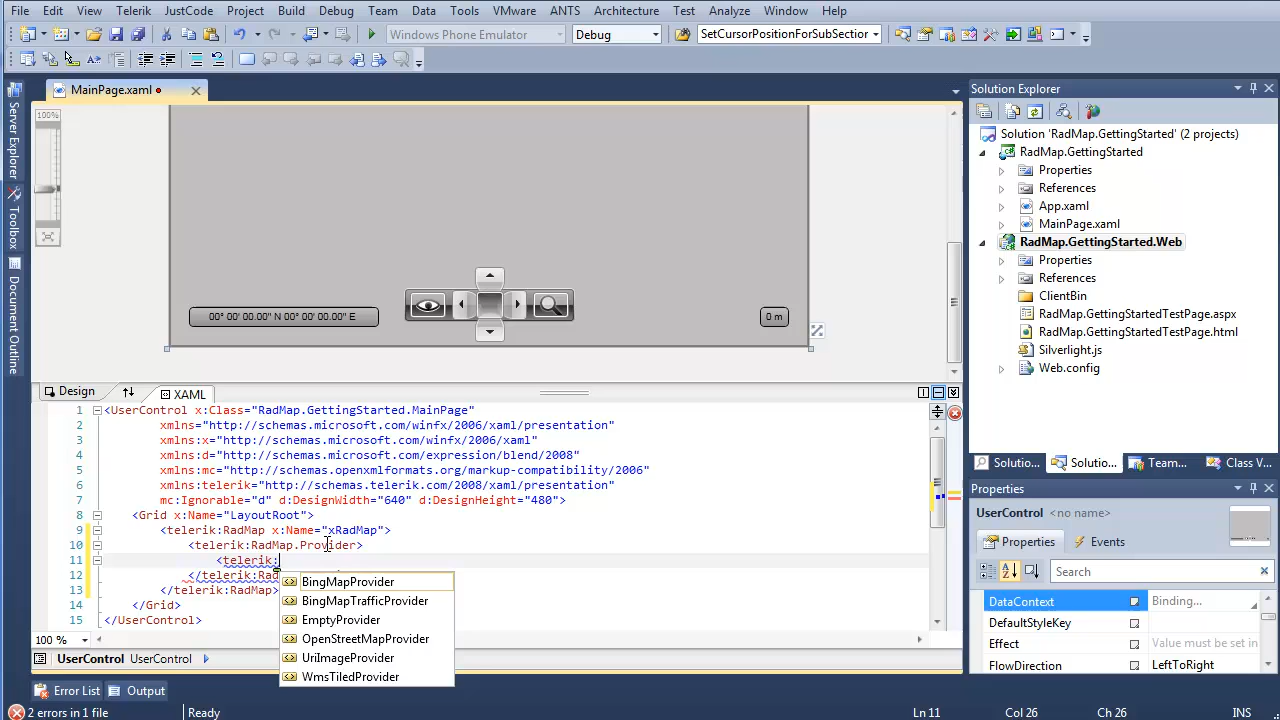 File Edit View Telerik JustCode Project Build Debug Team Data Tools VMware ANTS Architecture Test Analyze Window Help
Windows Phone Emulator Debug SetCursorPositionForSubSectior
MainPage.xaml
Server Explorer
Toolbox
Document Outline
100%
00° 00' 00.00" N 00° 00' 00.00" E
0 m
Design XAML
1 <UserControl x:Class="RadMap.GettingStarted.MainPage"
2 xmlns="http://schemas.microsoft.com/winfx/2006/xaml/presentation"
3 xmlns:x="http://schemas.microsoft.com/winfx/2006/xaml"
4 xmlns:d="http://schemas.microsoft.com/expression/blend/2008"
5 xmlns:mc="http://schemas.openxmlformats.org/markup-compatibility/2006"
6 xmlns:telerik="http://schemas.telerik.com/2008/xaml/presentation"
7 mc:Ignorable="d" d:DesignWidth="640" d:DesignHeight="480">
8 <Grid x:Name="LayoutRoot">
9 <telerik:RadMap x:Name="xRadMap">
10 <telerik:RadMap.Provider>
11 <telerik:
12 </telerik:Rad
13 </telerik:RadMap>
14 </Grid>
15 </UserControl>
BingMapProvider
BingMapTrafficProvider
EmptyProvider
OpenStreetMapProvider
UriImageProvider
WmsTiledProvider
100 %
UserControl UserControl
Error List Output
2 errors in 1 file Ready Ln 11 Col 26 Ch 26 INS
Solution Explorer
Solution 'RadMap.GettingStarted' (2 projects)
RadMap.GettingStarted
Properties
References
App.xaml
MainPage.xaml
RadMap.GettingStarted.Web
Properties
References
ClientBin
RadMap.GettingStartedTestPage.aspx
RadMap.GettingStartedTestPage.html
Silverlight.js
Web.config
Solutio... Solutio... Team... Class V...
Properties
UserControl <no name>
Properties Events
Search
DataContext Binding...
DefaultStyleKey
Effect Value must be set in
FlowDirection LeftToRight